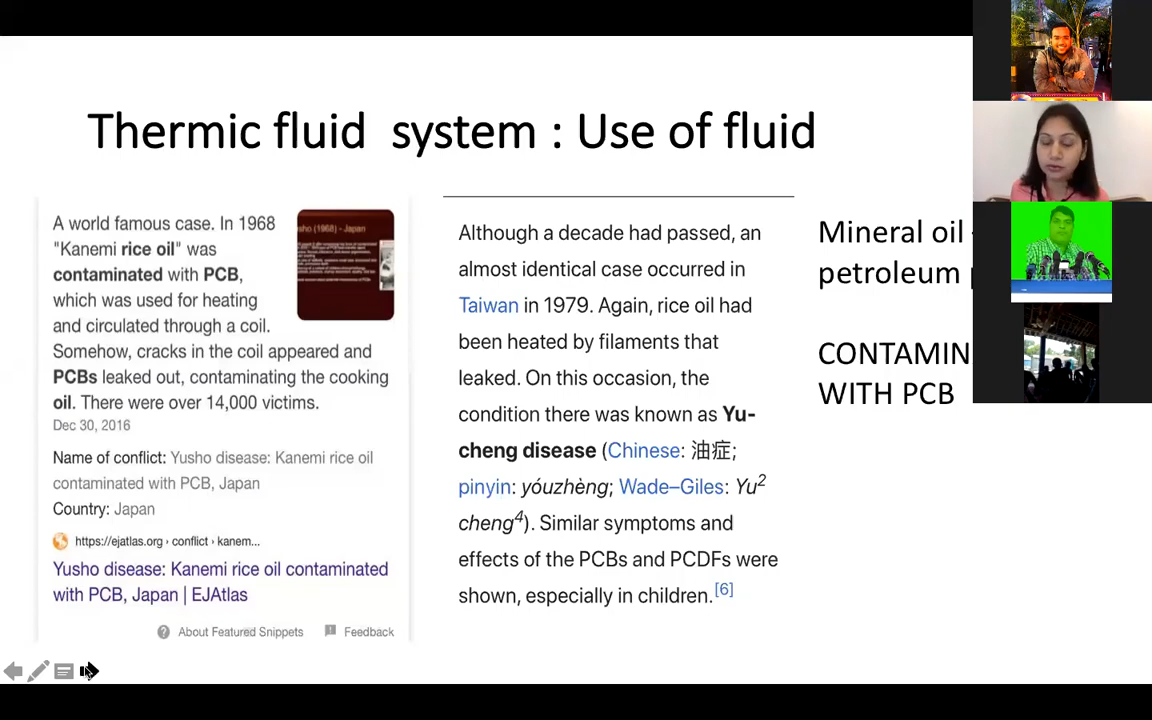 Thermic fluid system : Use of fluid
A world famous case. In 1968
"Kanemi rice oil" was
contaminated with PCB,
which was used for heating
and circulated through a coil.
Somehow, cracks in the coil appeared and
PCBs leaked out, contaminating the cooking
oil. There were over 14,000 victims.
Dec 30, 2016
Name of conflict: Yusho disease: Kanemi rice oil
contaminated with PCB, Japan
Country: Japan
https://ejatlas.org › conflict › kanem...
Yusho disease: Kanemi rice oil contaminated
with PCB, Japan | EJAtlas
About Featured Snippets
Feedback
(1968) - Japan
Although a decade had passed, an
almost identical case occurred in
Taiwan in 1979. Again, rice oil had
been heated by filaments that
leaked. On this occasion, the
condition there was known as Yu-
cheng disease (Chinese: 油症;
pinyin: yóuzhèng; Wade–Giles: Yu²
cheng⁴). Similar symptoms and
effects of the PCBs and PCDFs were
shown, especially in children.[6]
Mineral oil
petroleum
CONTAMIN
WITH PCB